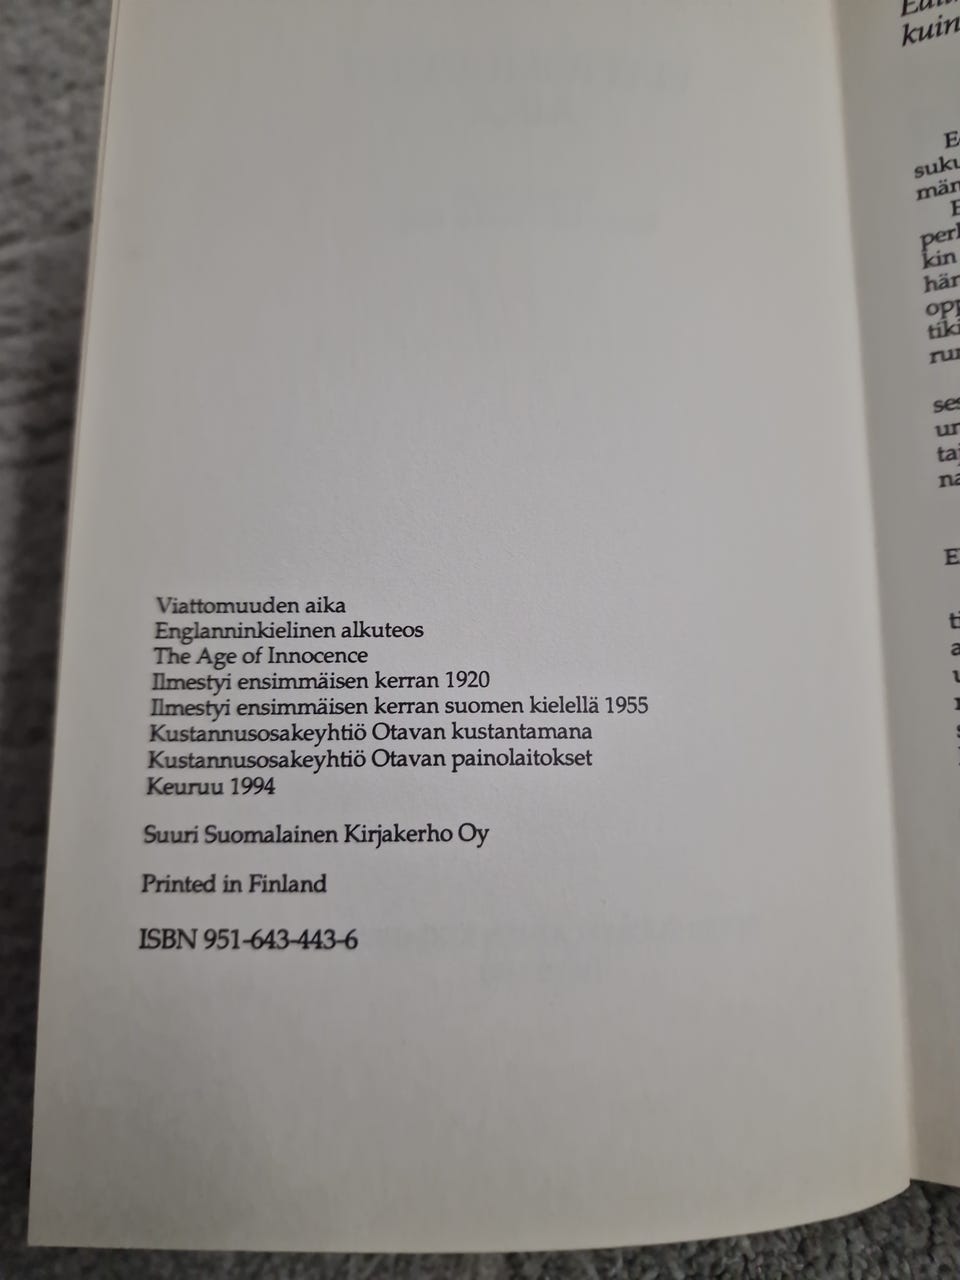 Viattomuuden aika
Englanninkielinen alkuteos
The Age of Innocence
Ilmestyi ensimmäisen kerran 1920
Ilmestyi ensimmäisen kerran suomen kielellä 1955
Kustannusosakeyhtiö Otavan kustantamana
Kustannusosakeyhtiö Otavan painolaitokset
Keuruu 1994
Suuri Suomalainen Kirjakerho Oy
Printed in Finland
ISBN 951-643-443-6